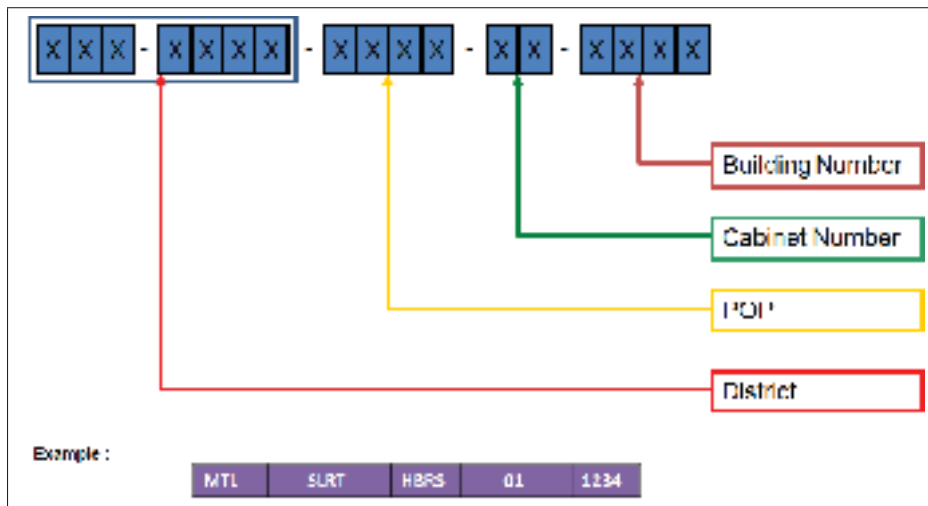 X X X - X X X X - X X X X - X X - X X X X
Building Number
Cabinet Number
POP
District
Example :
MTL SLRT HBRS 01 1234